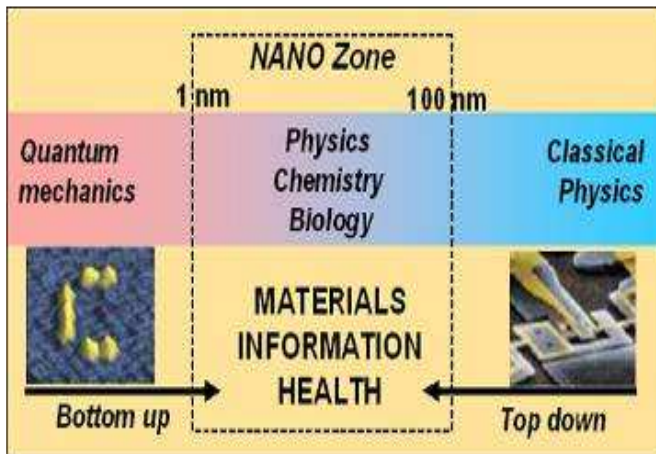 NANO Zone
1 nm 100 nm
Quantum
mechanics
Physics
Chemistry
Biology
Classical
Physics
MATERIALS
INFORMATION
HEALTH
Bottom up
Top down